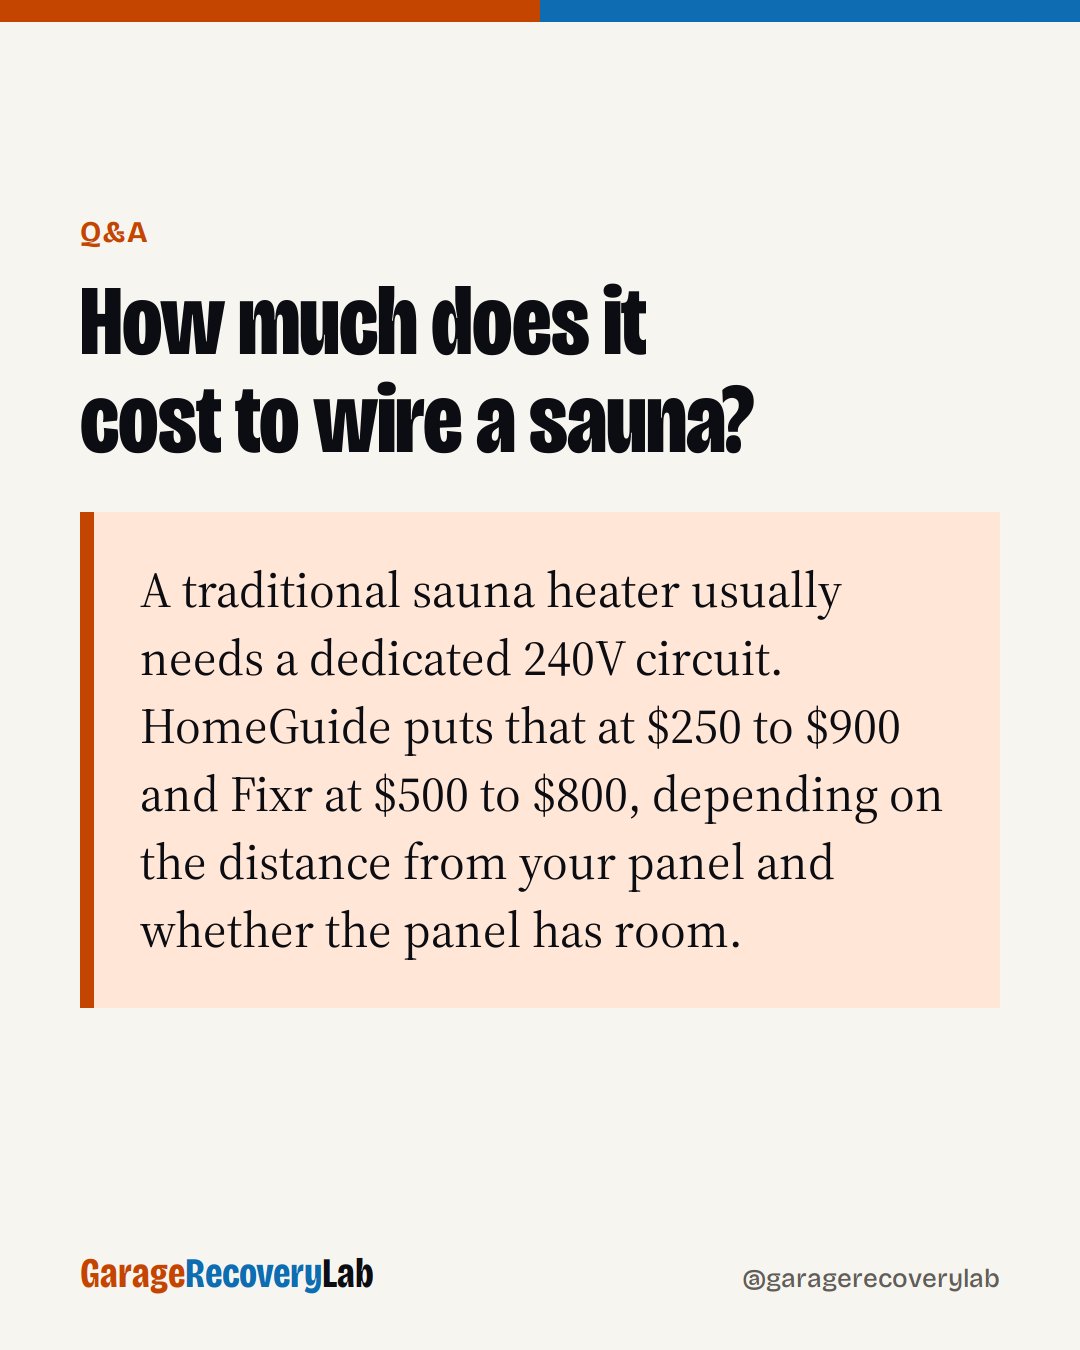 Q&A
How much does it
cost to wire a sauna?
A traditional sauna heater usually
needs a dedicated 240V circuit.
HomeGuide puts that at $250 to $900
and Fixr at $500 to $800, depending on
the distance from your panel and
whether the panel has room.
GarageRecoveryLab
@garagerecoverylab